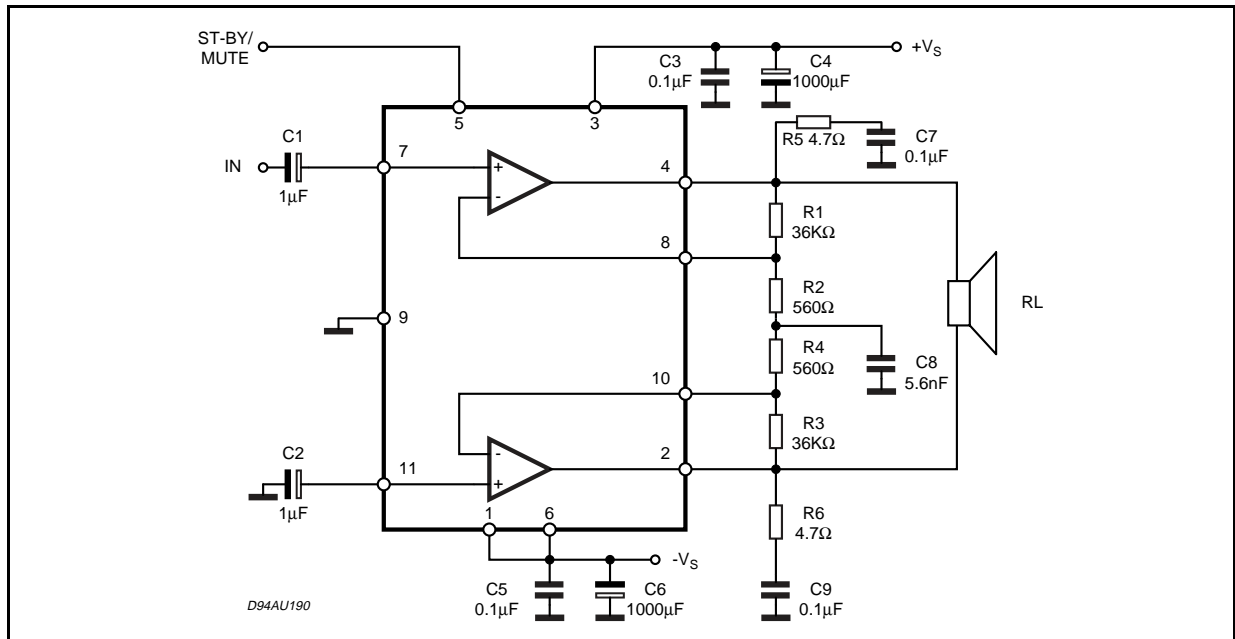 ST-BY/
MUTE
+VS
C3
0.1µF
C4
1000µF
5
3
R5 4.7Ω
C7
0.1µF
C1
IN
1µF
7
+
-
4
R1
36KΩ
8
R2
560Ω
RL
9
R4
560Ω
C8
5.6nF
10
R3
36KΩ
C2
1µF
11
-
+
2
1
6
R6
4.7Ω
-VS
C5
0.1µF
C6
1000µF
C9
0.1µF
D94AU190